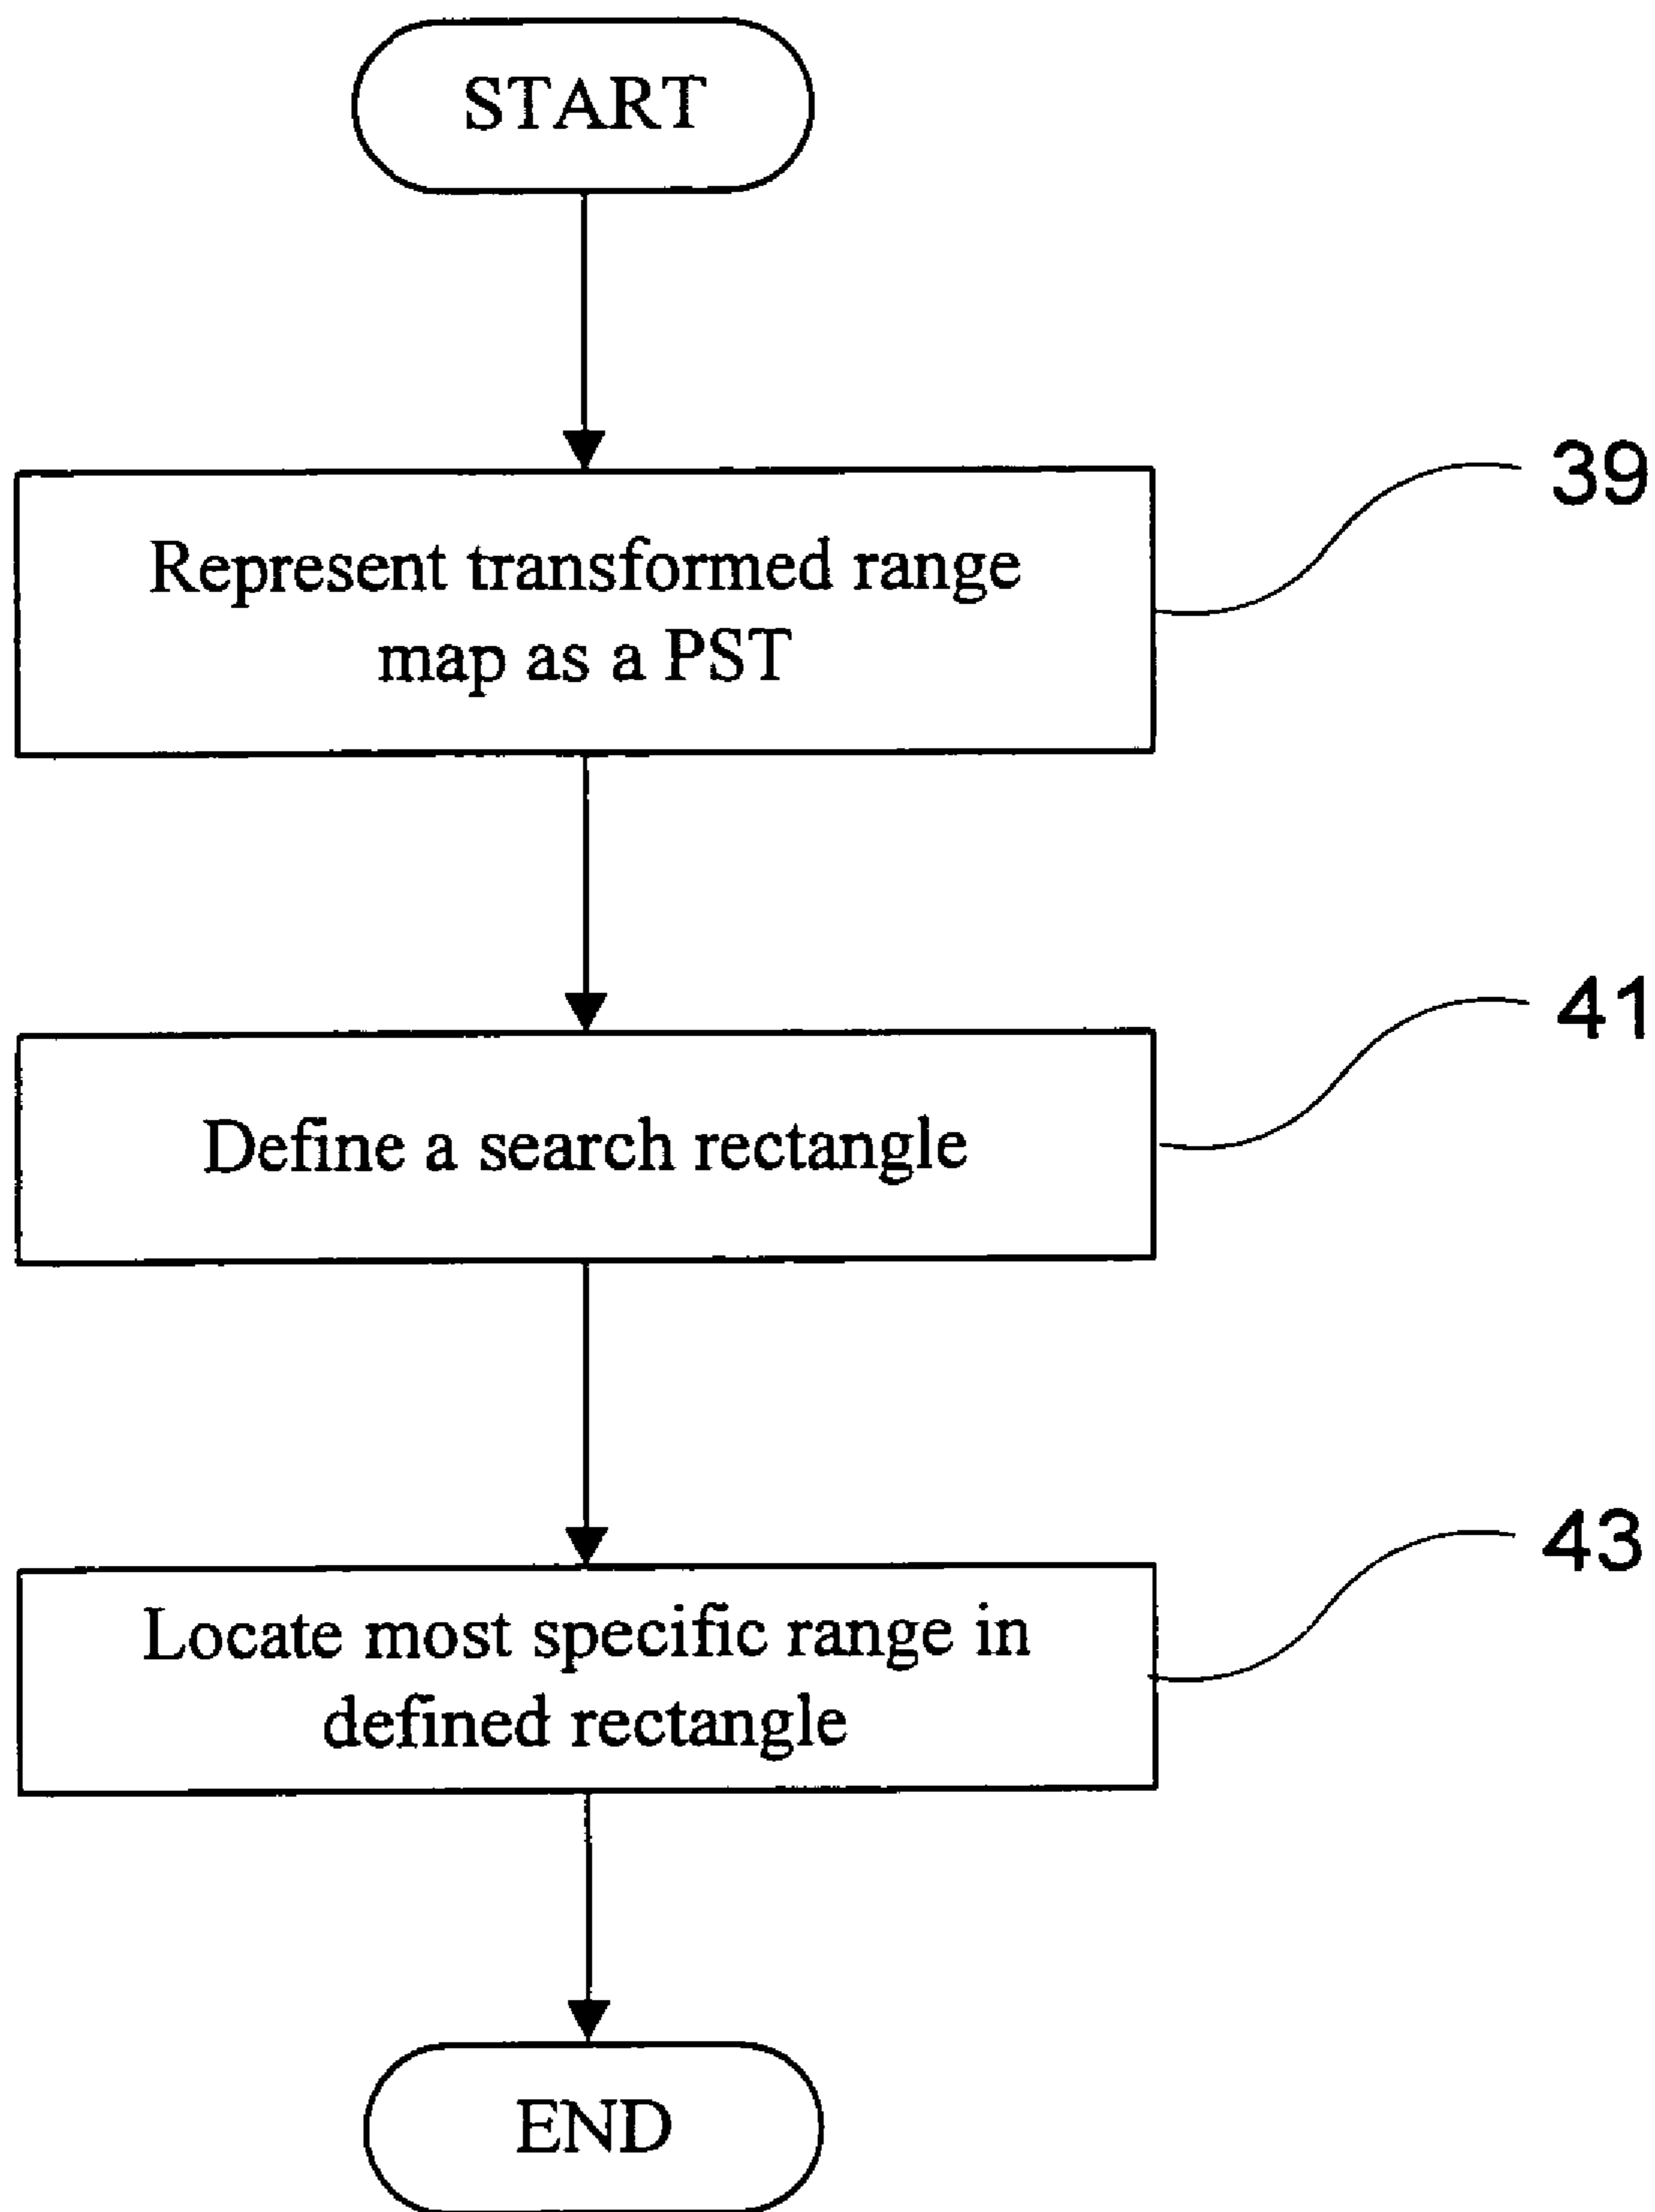 START
39
Represent transformed range
map as a PST
41
Define a search rectangle
43
Locate most specific range in
defined rectangle
END